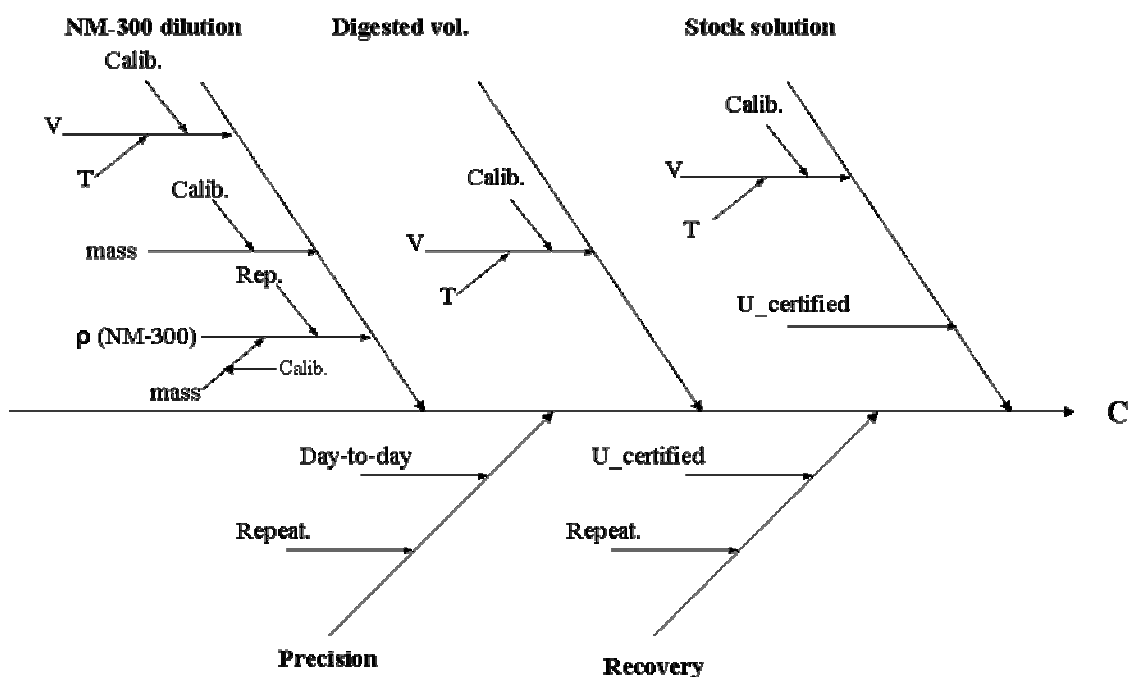 NM-300 dilution
Digested vol.
Stock solution
Calib.
V
T
Calib.
mass
Rep.
ρ (NM-300)
Calib.
mass
Calib.
V
T
Calib.
V
T
U_certified
C
Day-to-day
U_certified
Repeat.
Repeat.
Precision
Recovery